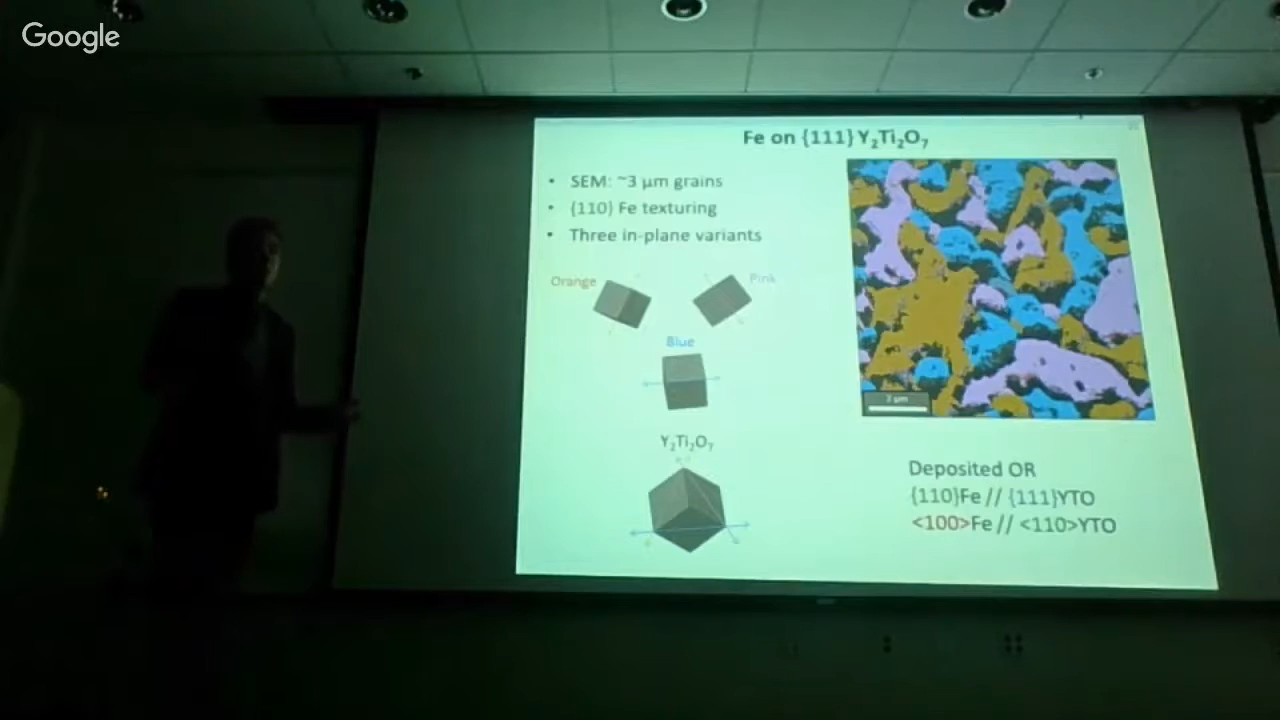 Google
Fe on {111} Y₂Ti₂O₇
• SEM: ~3 μm grains
• {110} Fe texturing
• Three in-plane variants
Orange
Pink
Blue
Y₂Ti₂O₇
2 μm
Deposited OR
{110}Fe // {111}YTO
<100>Fe // <110>YTO